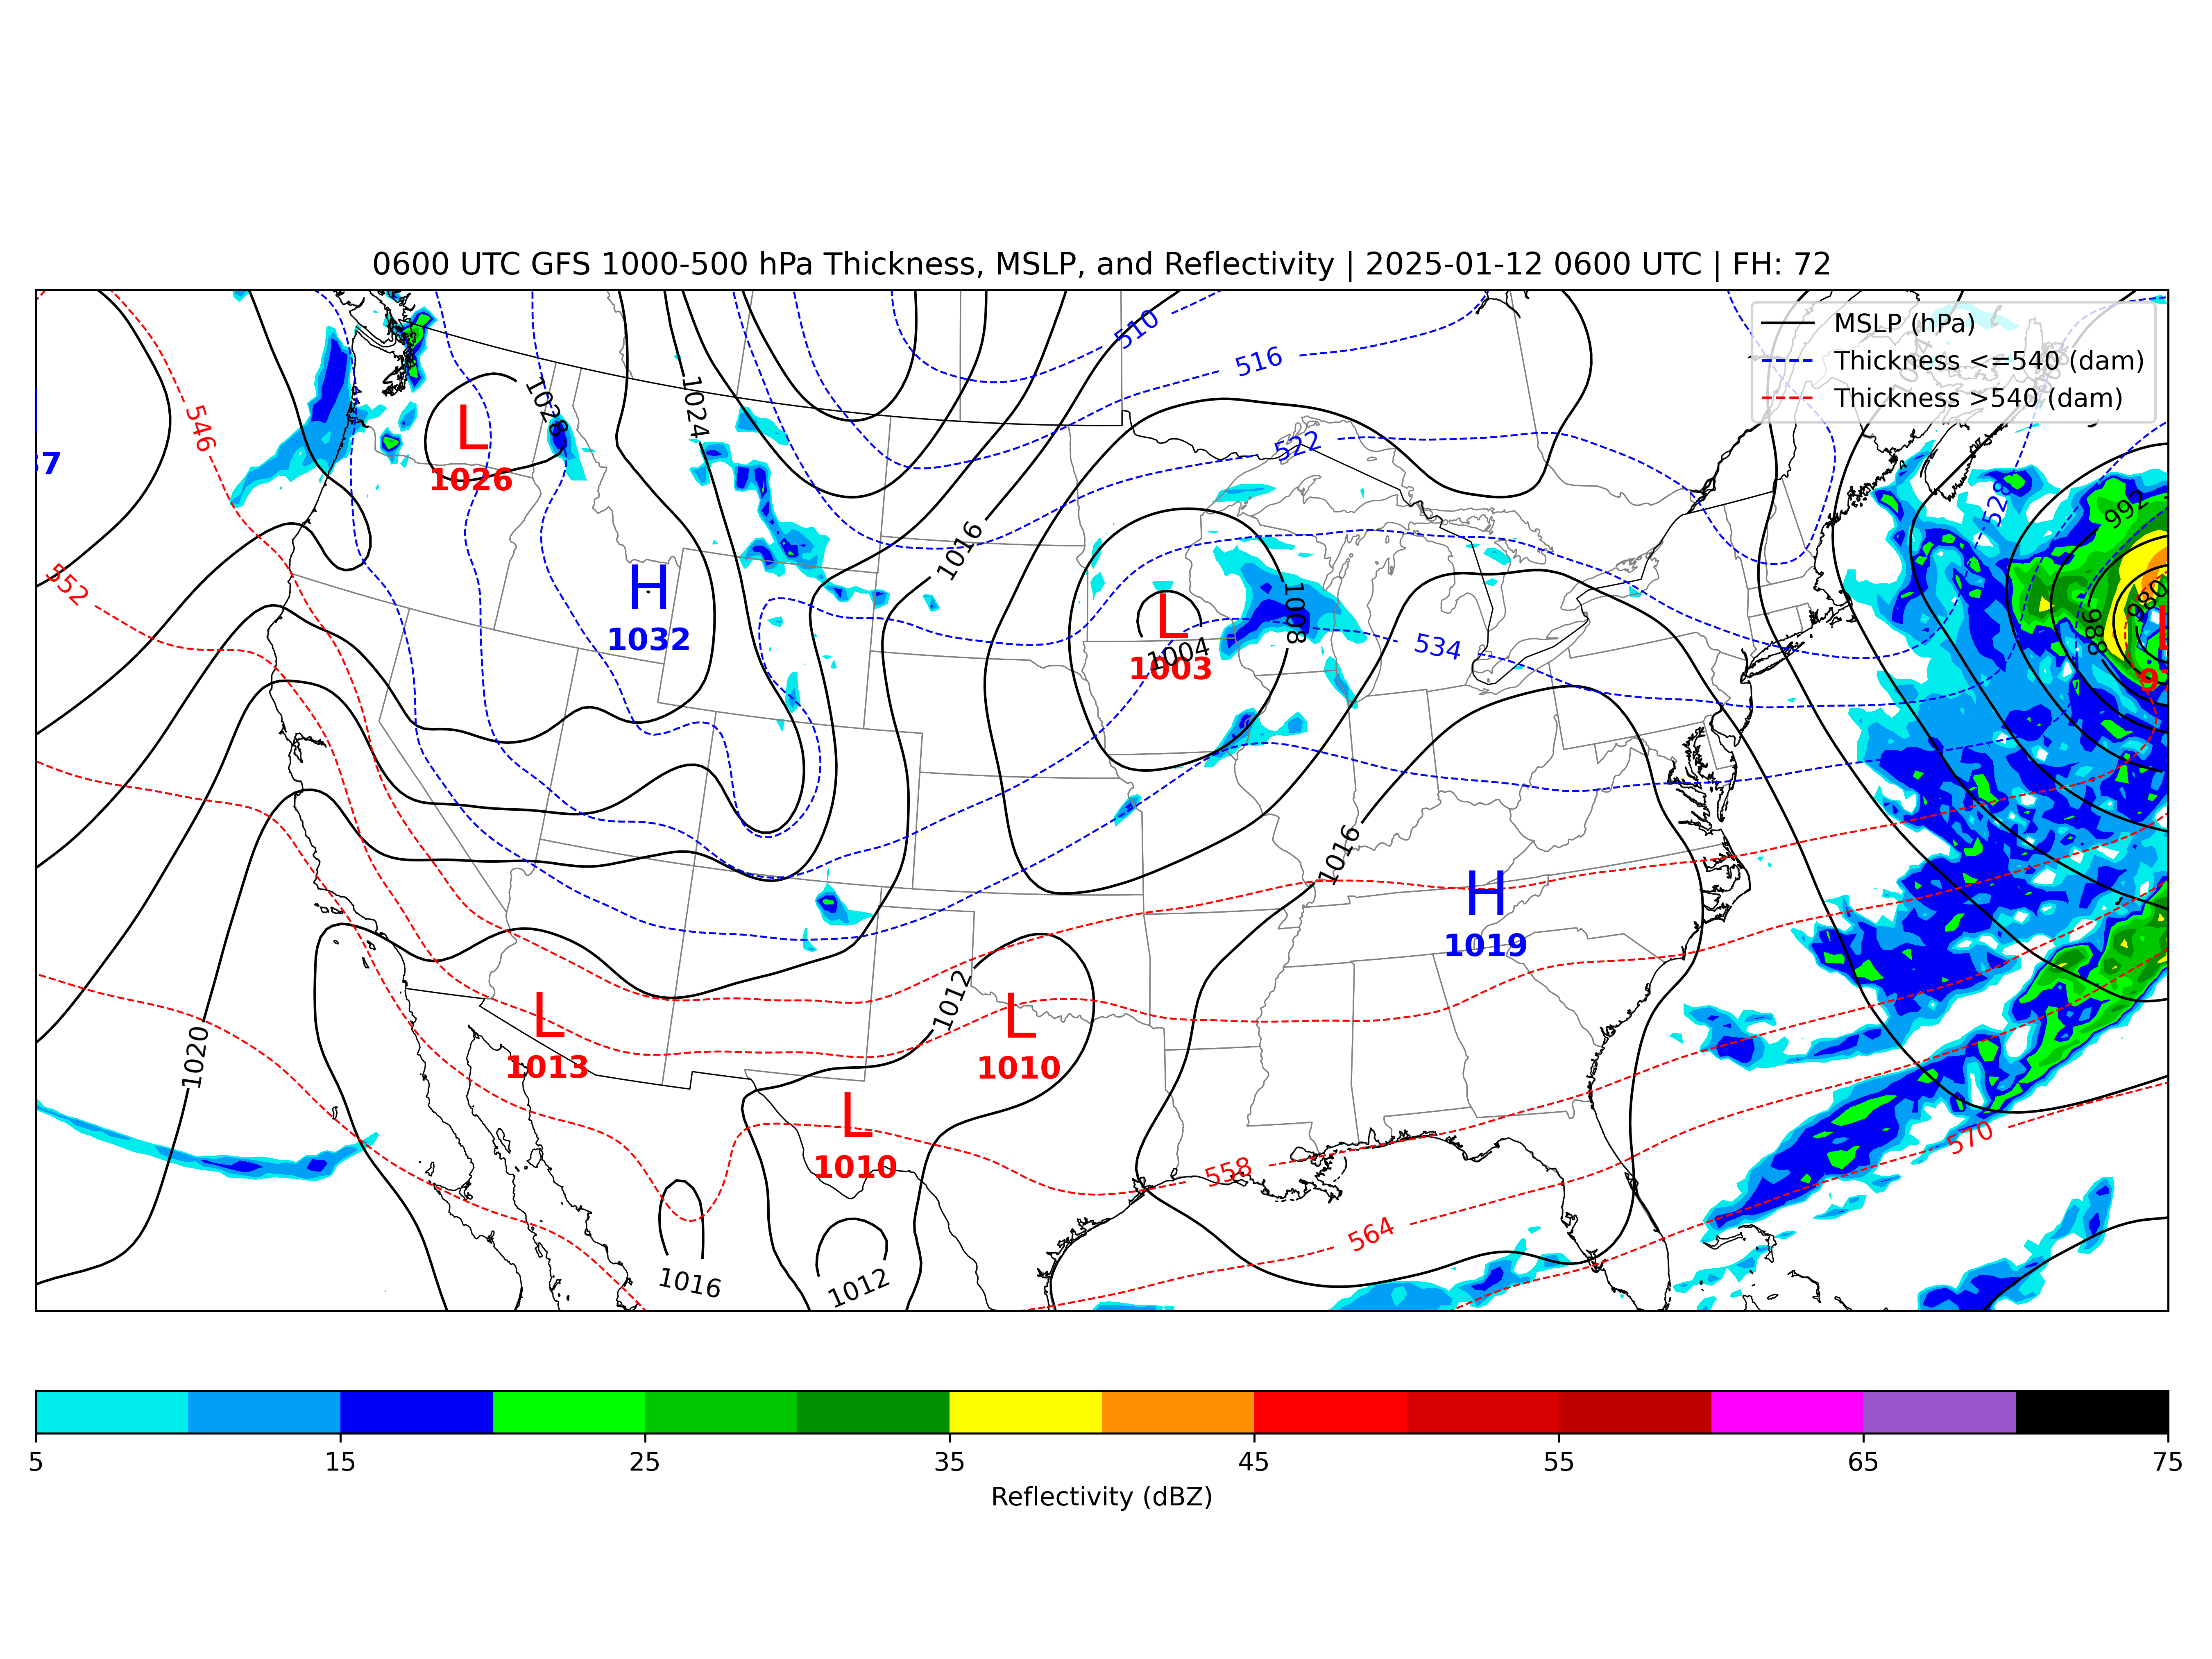 0600 UTC GFS 1000-500 hPa Thickness, MSLP, and Reflectivity | 2025-01-12 0600 UTC | FH: 72
MSLP (hPa)
Thickness <=540 (dam)
Thickness >540 (dam)
510
516
522
546
1028
1024
L
1026
37
528
992
1016
552
H
1032
L
1004
1003
1008
534
980
988
L
9
1016
H
1019
1012
1020
L
1013
L
1010
L
1010
558
570
564
1016
1012
5 15 25 35 45 55 65 75
Reflectivity (dBZ)